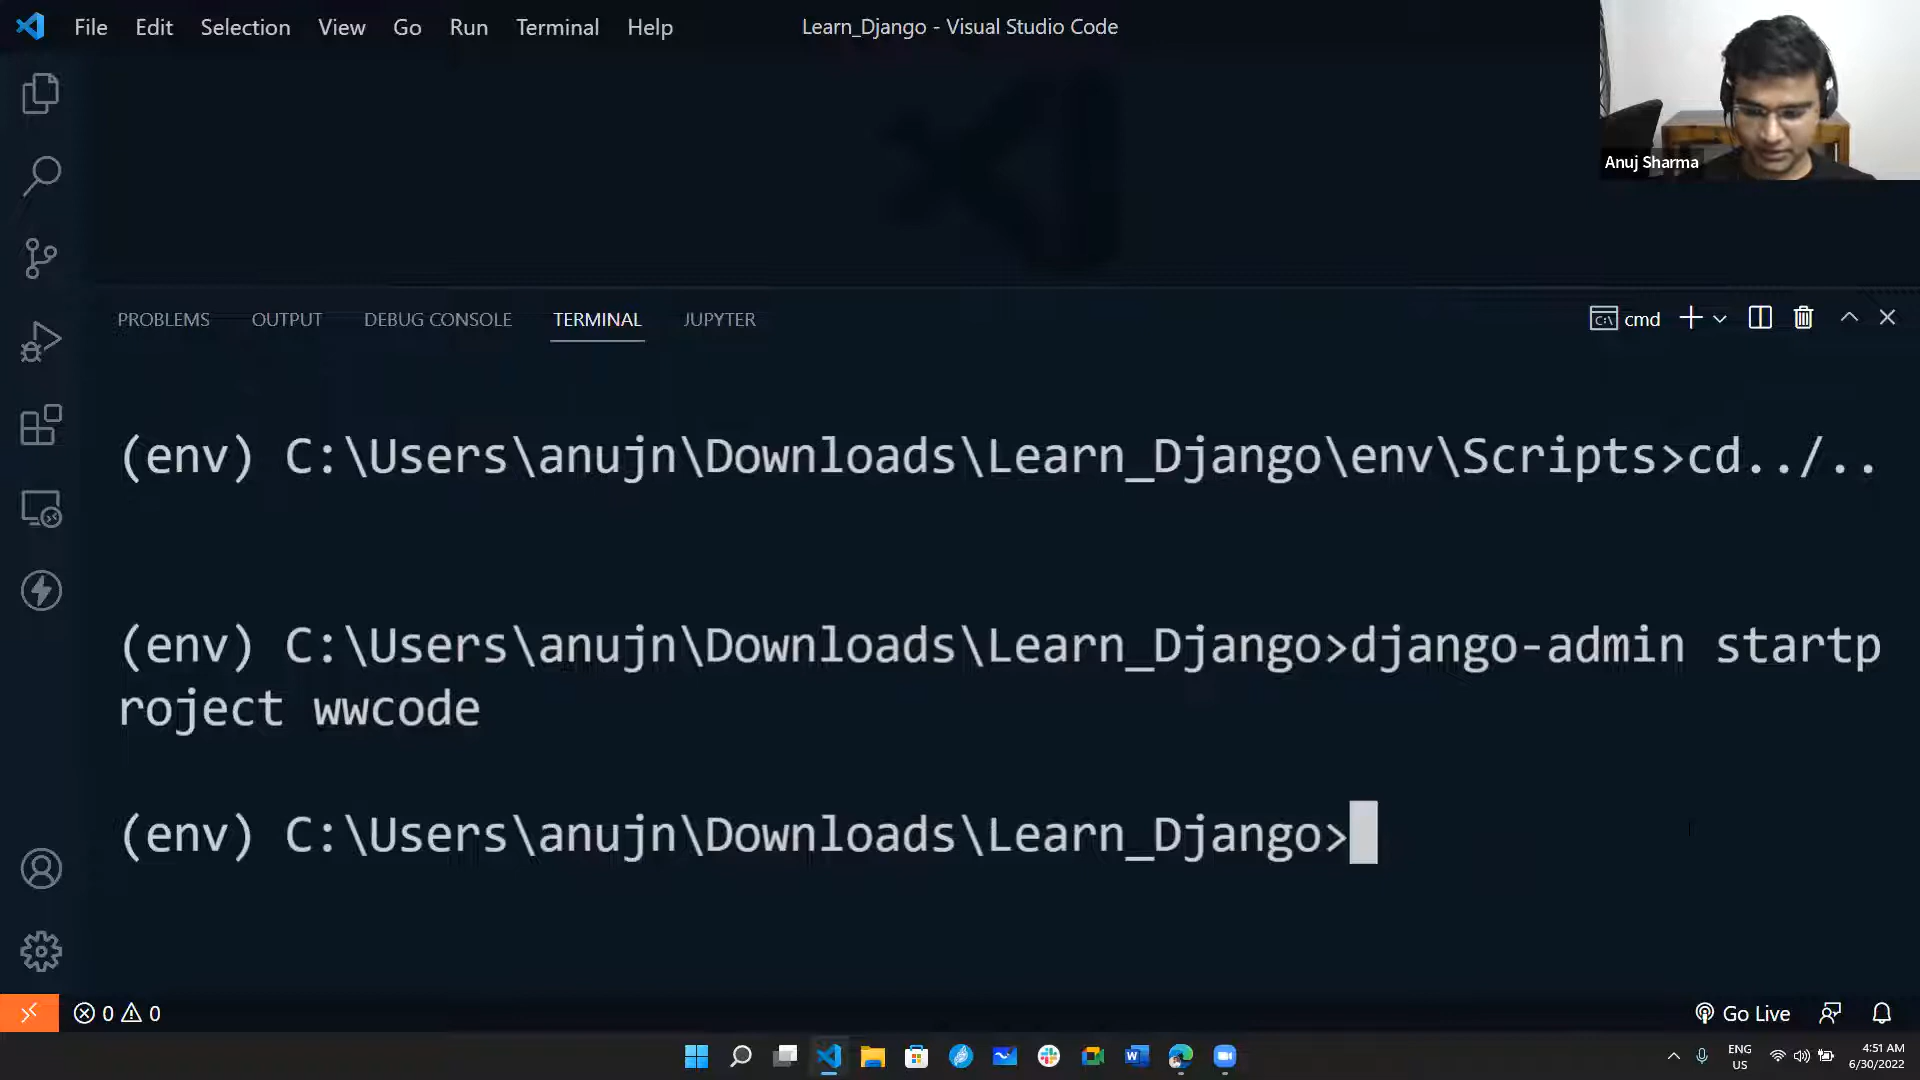 File Edit Selection View Go Run Terminal Help
Learn_Django - Visual Studio Code
Anuj Sharma
PROBLEMS OUTPUT DEBUG CONSOLE TERMINAL JUPYTER
cmd
(env) C:\Users\anujn\Downloads\Learn_Django\env\Scripts>cd../..
(env) C:\Users\anujn\Downloads\Learn_Django>django-admin startp
roject wwcode
(env) C:\Users\anujn\Downloads\Learn_Django>
0 0
Go Live
ENG
US
4:51 AM
6/30/2022